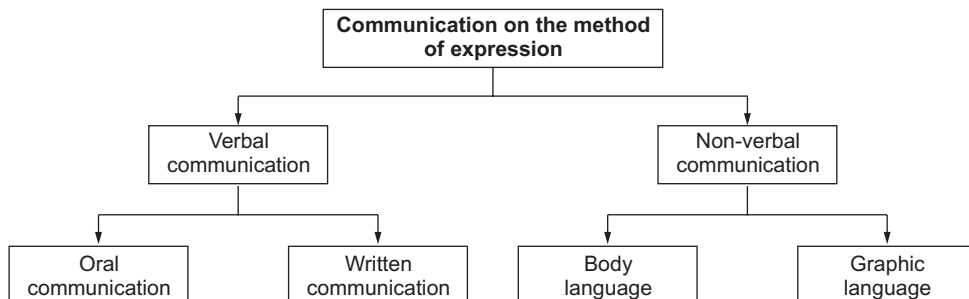 Communication on the method
of expression
Verbal
communication
Non-verbal
communication
Oral
communication
Written
communication
Body
language
Graphic
language